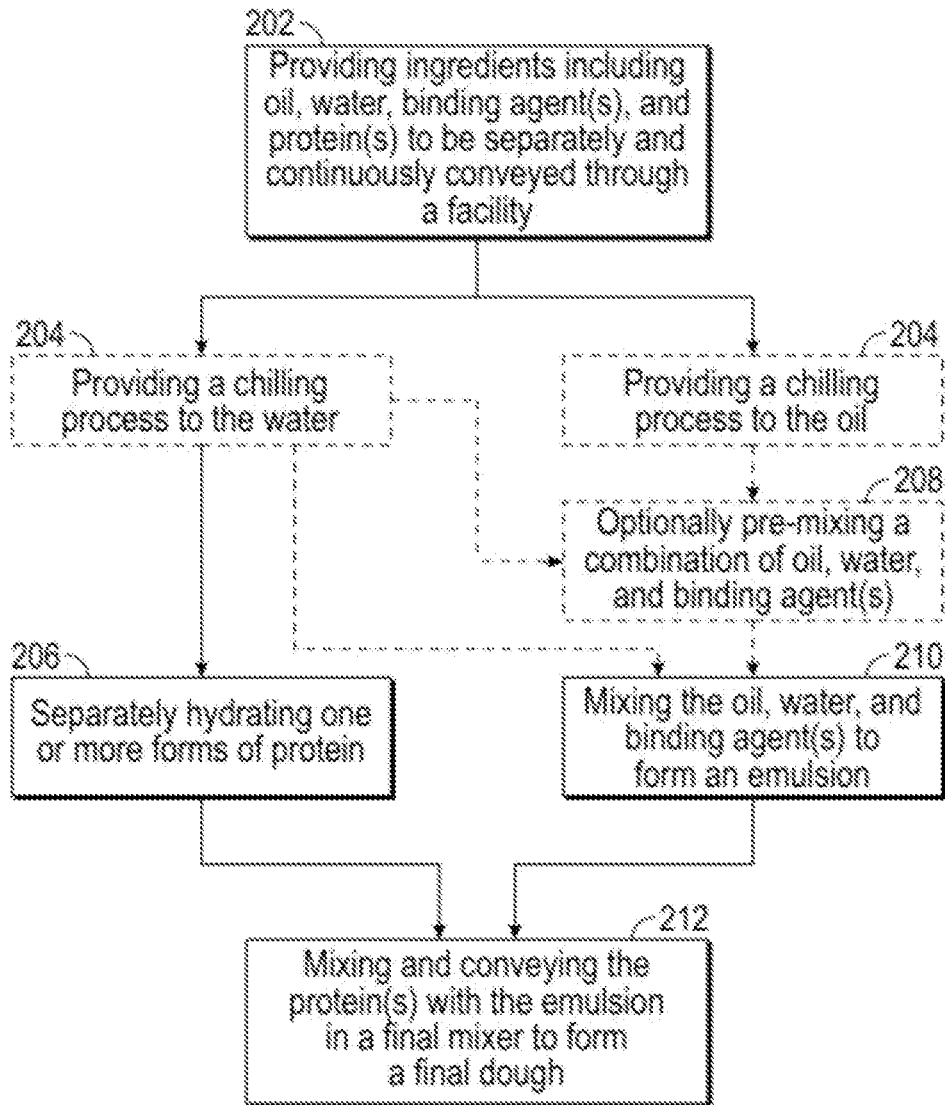 202
Providing ingredients including
oil, water, binding agent(s), and
protein(s) to be separately and
continuously conveyed through
a facility
204
Providing a chilling
process to the water
204
Providing a chilling
process to the oil
208
Optionally pre-mixing a
combination of oil, water,
and binding agent(s)
206
Separately hydrating one
or more forms of protein
210
Mixing the oil, water, and
binding agent(s) to
form an emulsion
212
Mixing and conveying the
protein(s) with the emulsion
in a final mixer to form
a final dough